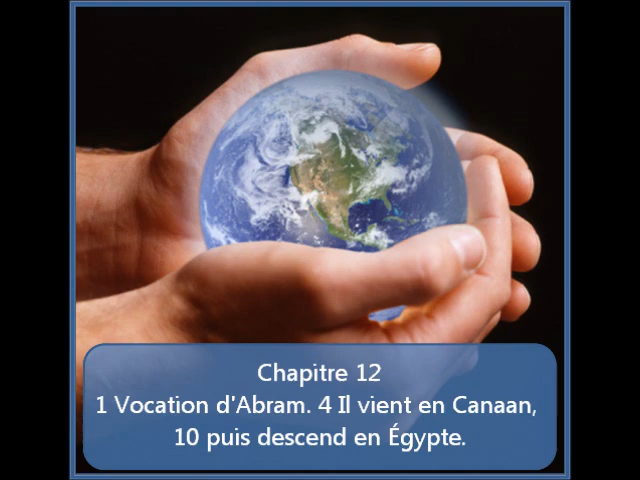 Chapitre 12
1 Vocation d'Abram. 4 Il vient en Canaan,
10 puis descend en Égypte.